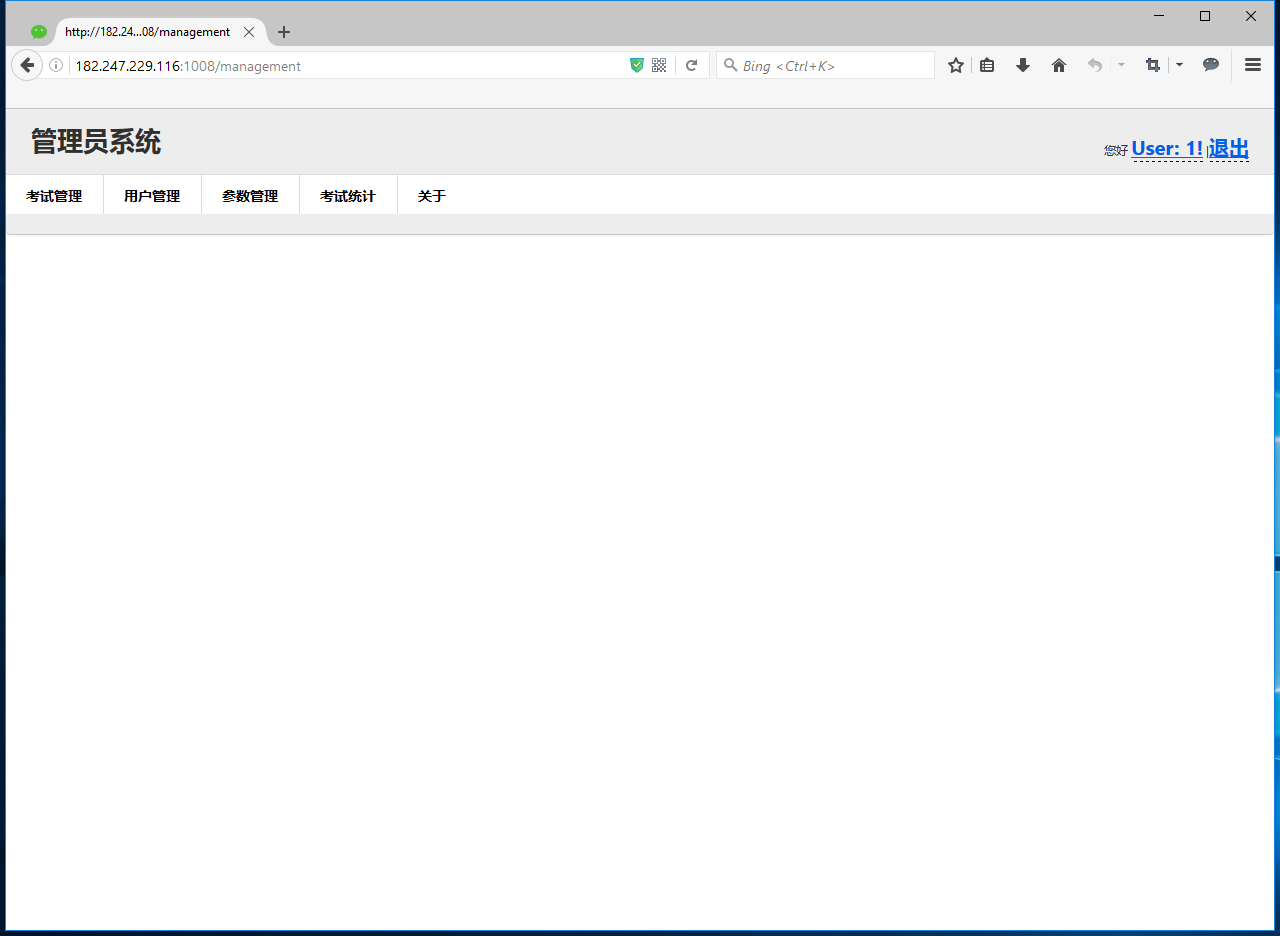 http://182.24...08/management
182.247.229.116:1008/management
Bing <Ctrl+K>
管理员系统
您好 User: 1! |退出
考试管理 用户管理 参数管理 考试统计 关于